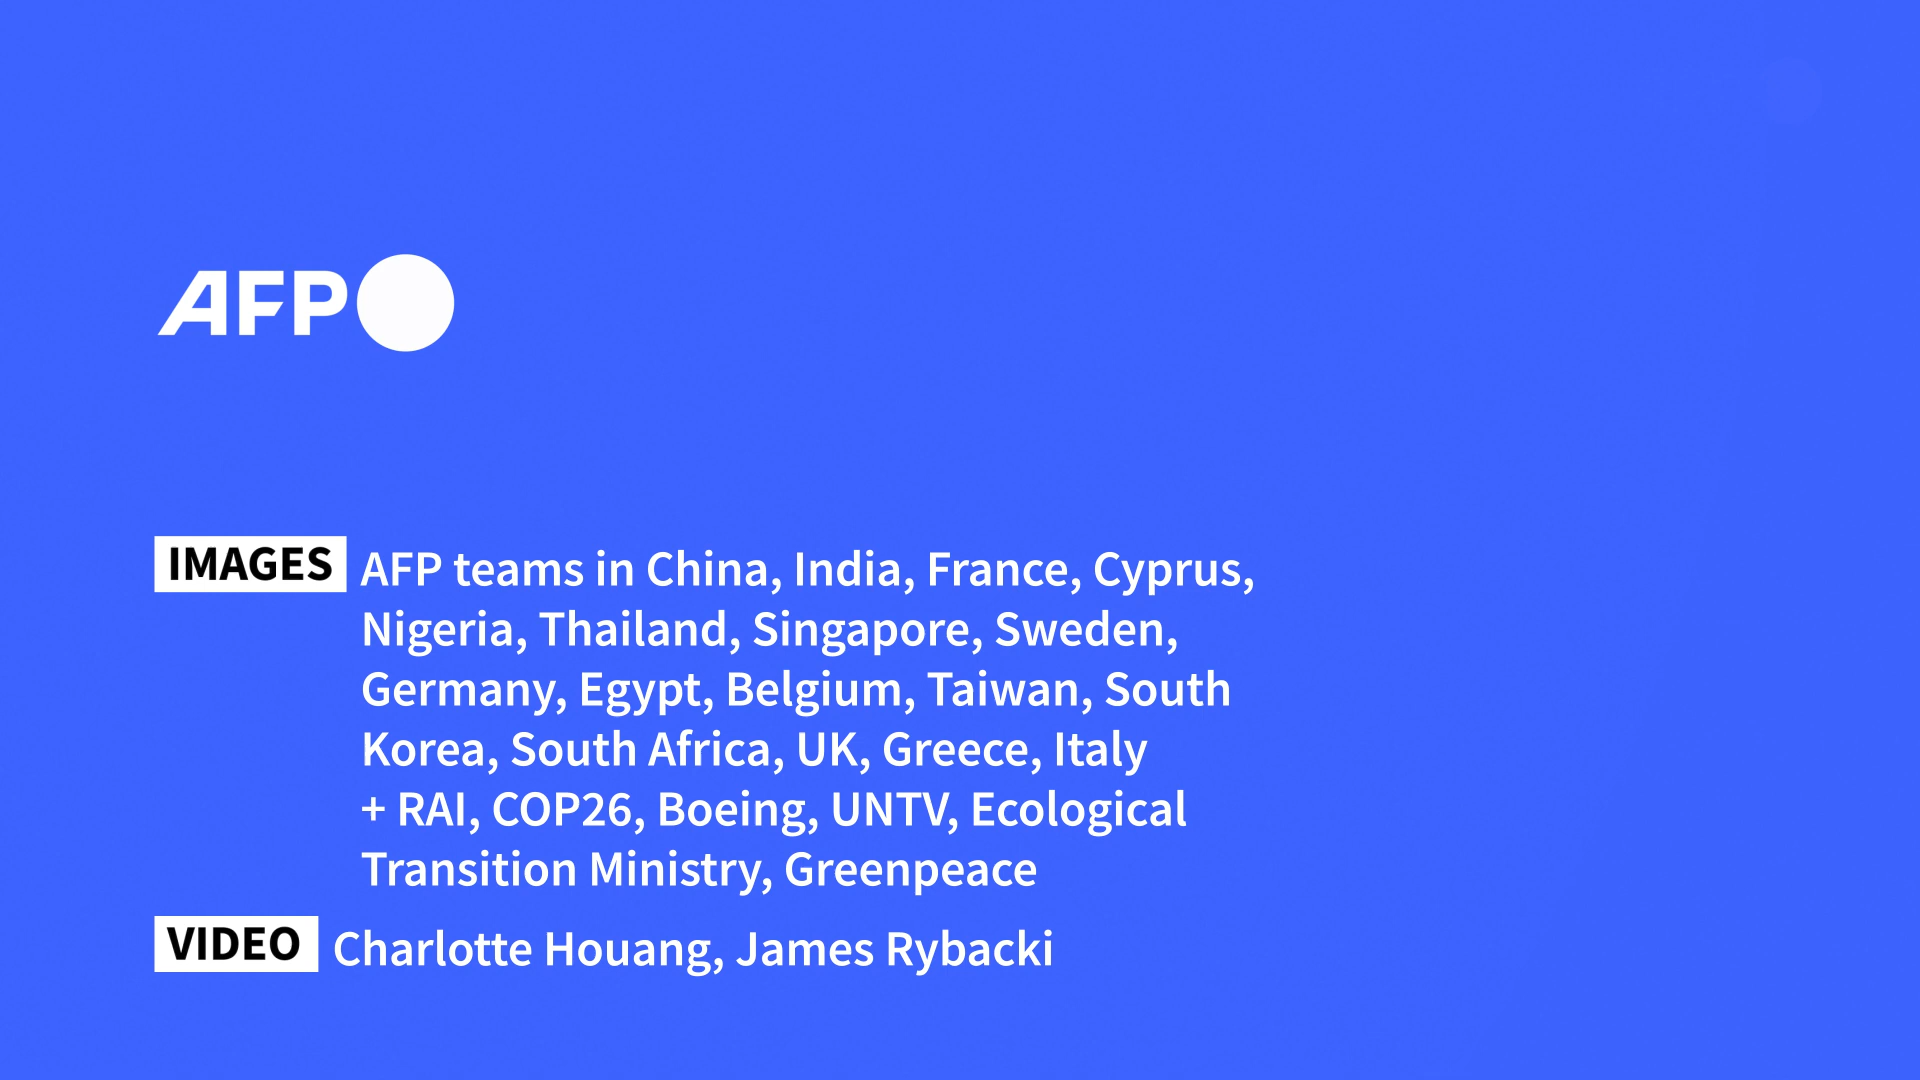 AFP
IMAGES AFP teams in China, India, France, Cyprus,
Nigeria, Thailand, Singapore, Sweden,
Germany, Egypt, Belgium, Taiwan, South
Korea, South Africa, UK, Greece, Italy
+ RAI, COP26, Boeing, UNTV, Ecological
Transition Ministry, Greenpeace
VIDEO Charlotte Houang, James Rybacki